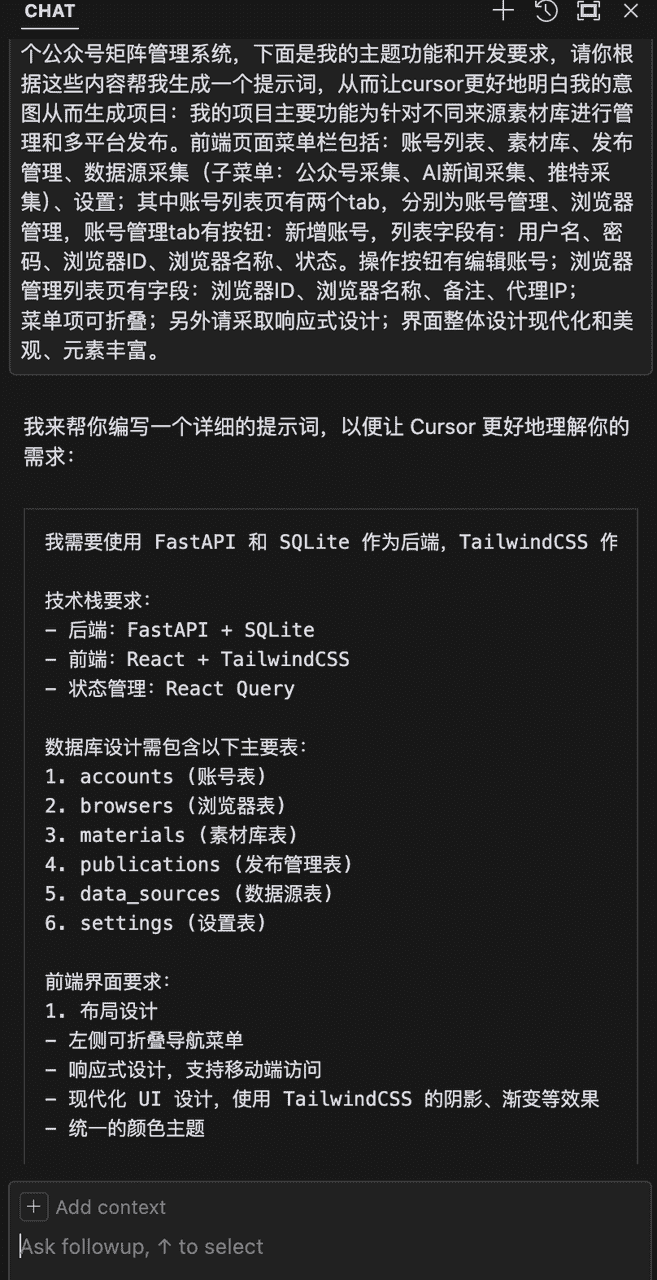 CHAT
个公众号矩阵管理系统，下面是我的主题功能和开发要求，请你根
据这些内容帮我生成一个提示词，从而让cursor更好地明白我的意
图从而生成项目：我的项目主要功能为针对不同来源素材库进行管
理和多平台发布。前端页面菜单栏包括：账号列表、素材库、发布
管理、数据源采集（子菜单：公众号采集、AI新闻采集、推特采
集）、设置；其中账号列表页有两个tab，分别为账号管理、浏览器
管理，账号管理tab有按钮：新增账号，列表字段有：用户名、密
码、浏览器ID、浏览器名称、状态。操作按钮有编辑账号；浏览器
管理列表页有字段：浏览器ID、浏览器名称、备注、代理IP；
菜单项可折叠；另外请采取响应式设计；界面整体设计现代化和美
观、元素丰富。
我来帮你编写一个详细的提示词，以便让 Cursor 更好地理解你的
需求：
我需要使用 FastAPI 和 SQLite 作为后端，TailwindCSS 作
技术栈要求：
- 后端：FastAPI + SQLite
- 前端：React + TailwindCSS
- 状态管理：React Query
数据库设计需包含以下主要表：
1. accounts (账号表)
2. browsers (浏览器表)
3. materials (素材库表)
4. publications (发布管理表)
5. data_sources (数据源表)
6. settings (设置表)
前端界面要求：
1. 布局设计
- 左侧可折叠导航菜单
- 响应式设计，支持移动端访问
- 现代化 UI 设计，使用 TailwindCSS 的阴影、渐变等效果
- 统一的颜色主题
+ Add context
Ask followup, ↑ to select